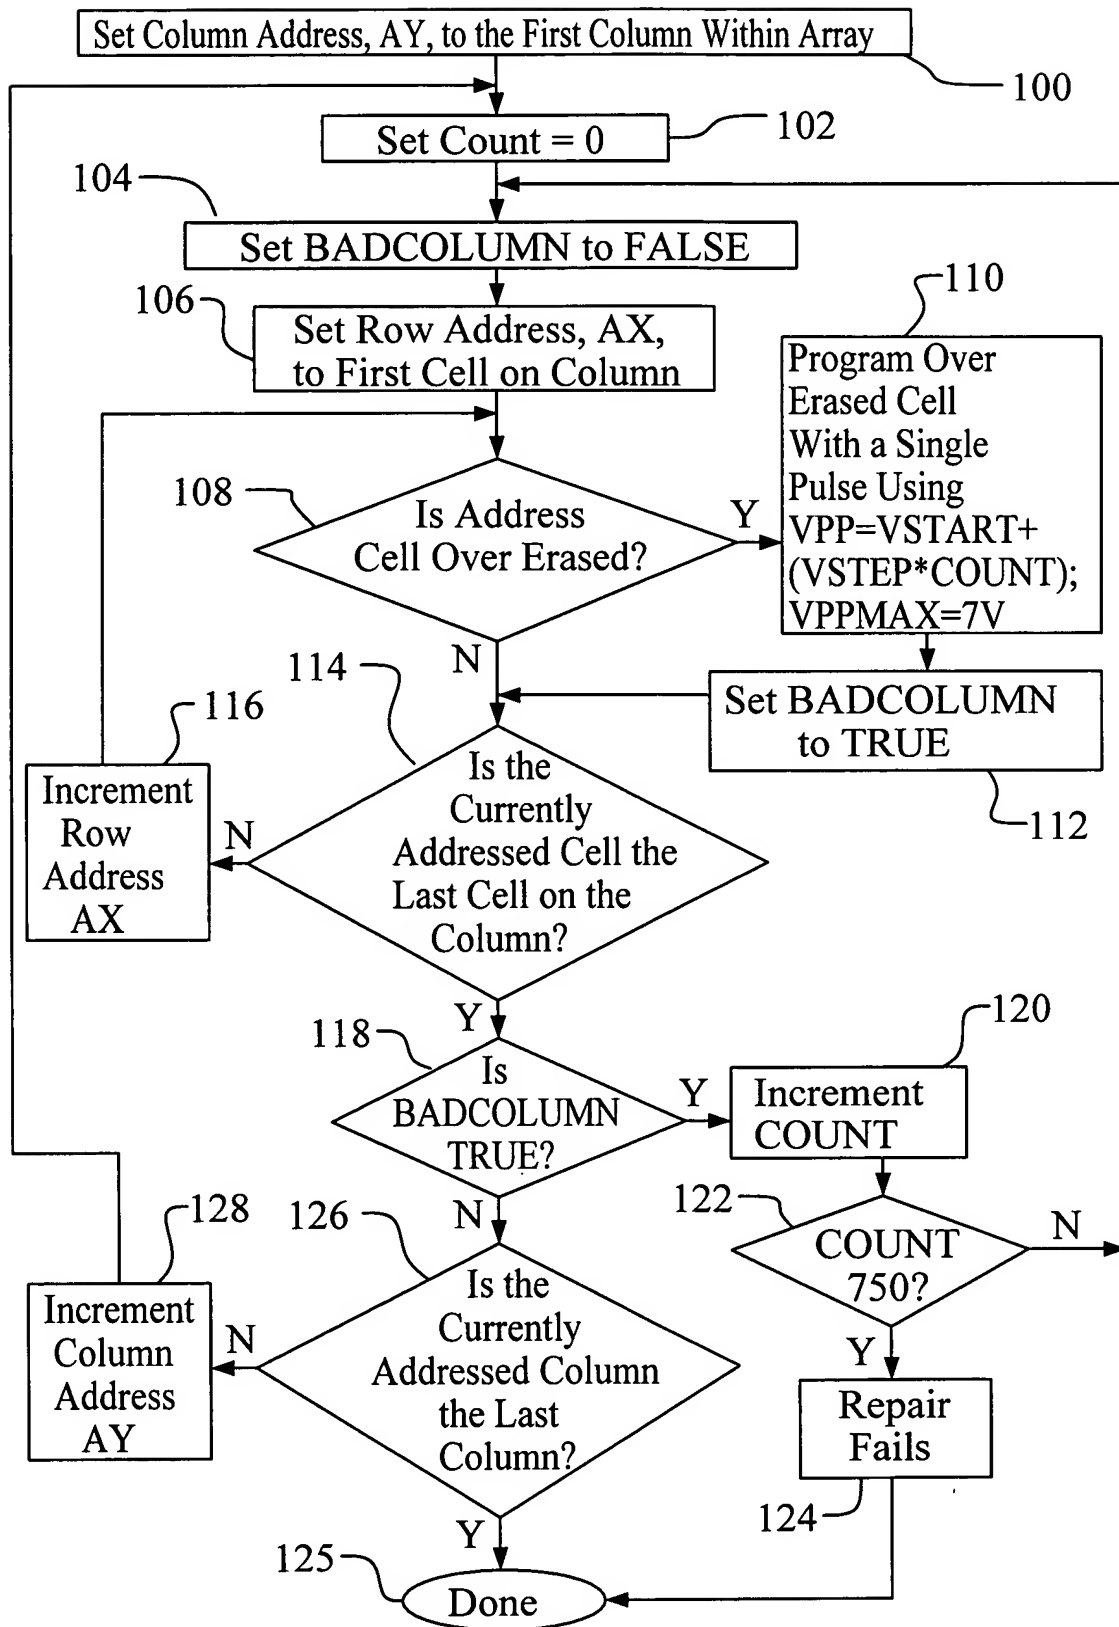 Set Column Address, AY, to the First Column Within Array
100
Set Count = 0
102
104
Set BADCOLUMN to FALSE
106
Set Row Address, AX,
to First Cell on Column
110
Program Over
Erased Cell
With a Single
Pulse Using
VPP=VSTART+
(VSTEP*COUNT);
VPPMAX=7V
108
Is Address
Cell Over Erased?
Y
N
Set BADCOLUMN
to TRUE
112
114
Is the
Currently
Addressed Cell the
Last Cell on the
Column?
N
116
Increment
Row
Address
AX
Y
118
Is
BADCOLUMN
TRUE?
Y
120
Increment
COUNT
122
COUNT
750?
N
Y
Repair
Fails
124
N
126
Is the
Currently
Addressed Column
the Last
Column?
N
128
Increment
Column
Address
AY
Y
125
Done